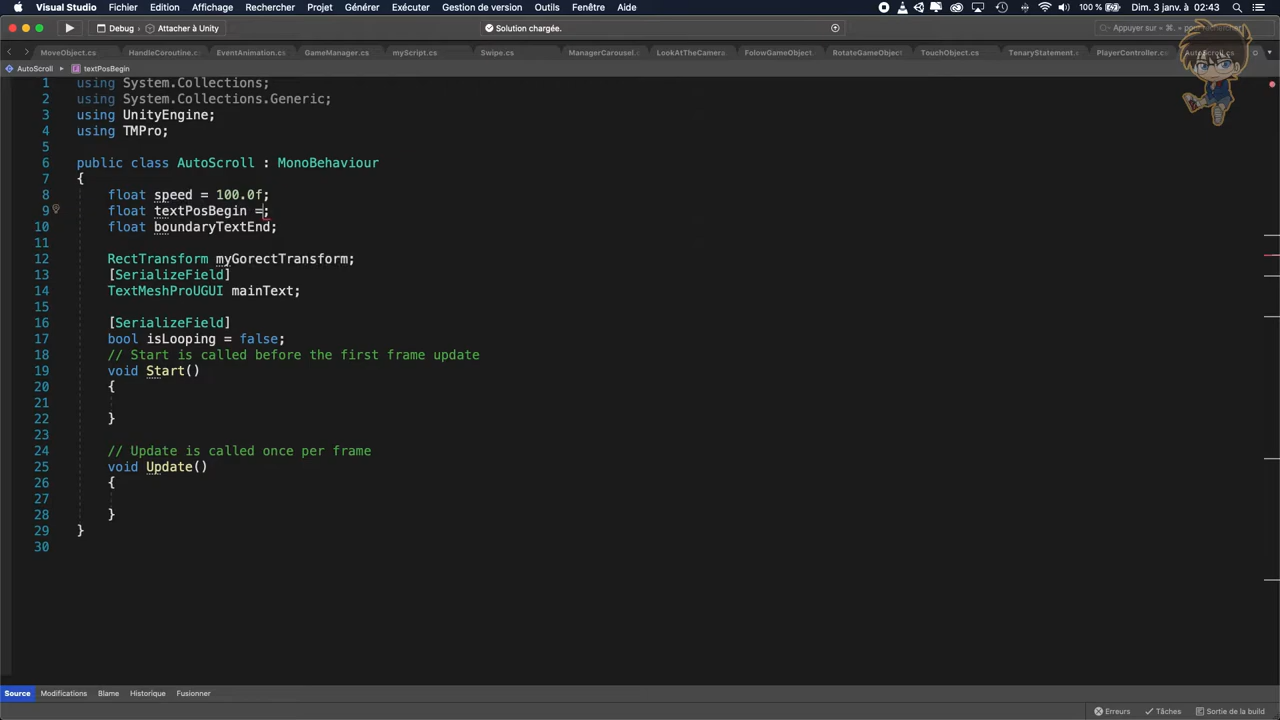 Visual Studio Fichier Edition Affichage Rechercher Projet Générer Exécuter Gestion de version Outils Fenêtre Aide 100 % Dim. 3 janv. à 02:43
Debug Attacher à Unity Solution chargée. Appuyer sur
MoveObject.cs HandleCoroutine.cs EventAnimation.cs GameManager.cs myScript.cs Swipe.cs ManagerCarousel.cs LookAtTheCamera FolowGameObject. RotateGameObject TouchObject.cs TenaryStatement. PlayerController.cs AutoScroll.cs
AutoScroll textPosBegin
1 using System.Collections;
2 using System.Collections.Generic;
3 using UnityEngine;
4 using TMPro;
5
6 public class AutoScroll : MonoBehaviour
7 {
8 float speed = 100.0f;
9 float textPosBegin =;
10 float boundaryTextEnd;
11
12 RectTransform myGorectTransform;
13 [SerializeField]
14 TextMeshProUGUI mainText;
15
16 [SerializeField]
17 bool isLooping = false;
18 // Start is called before the first frame update
19 void Start()
20 {
21
22 }
23
24 // Update is called once per frame
25 void Update()
26 {
27
28 }
29 }
30
Source Modifications Blame Historique Fusionner
Erreurs Tâches Sortie de la build